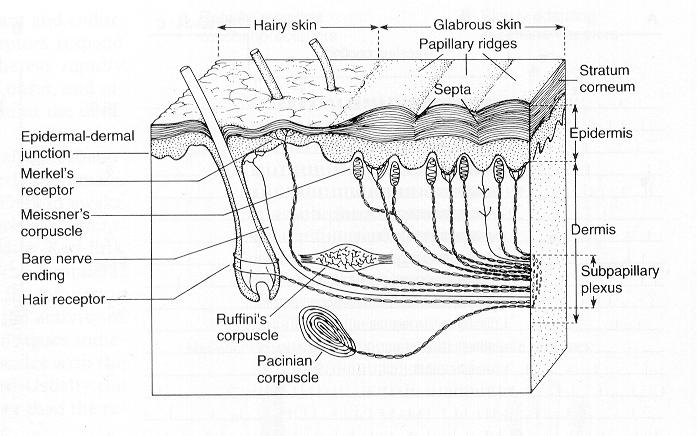 Hairy skin
Glabrous skin
Papillary ridges
Septa
Stratum
corneum
Epidermis
Dermis
Subpapillary
plexus
Epidermal-dermal
junction
Merkel's
receptor
Meissner's
corpuscle
Bare nerve
ending
Hair receptor
Ruffini's
corpuscle
Pacinian
corpuscle